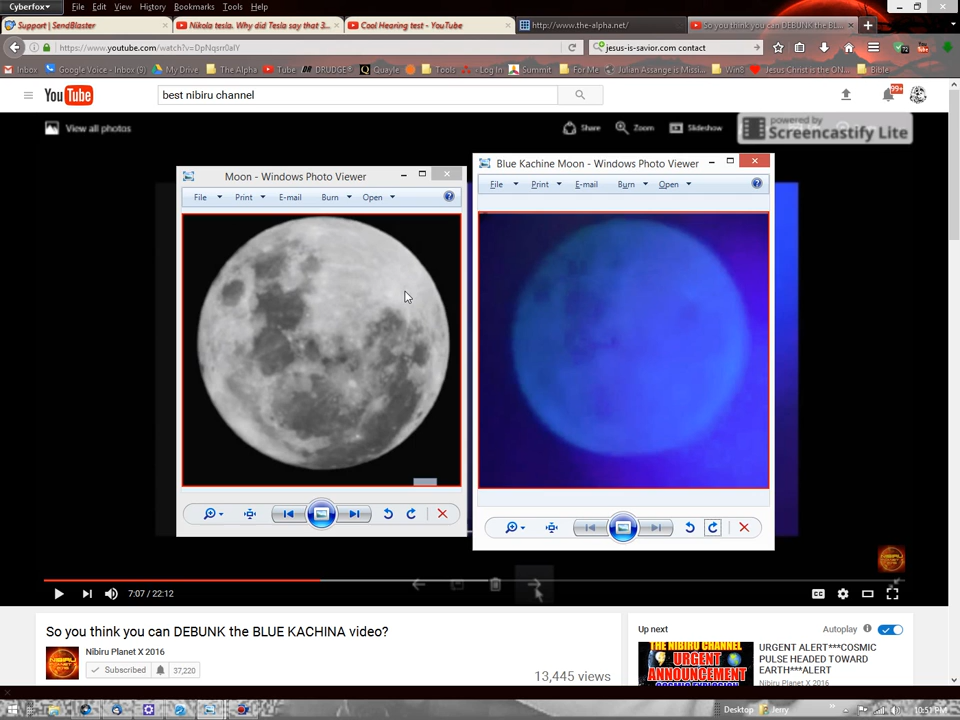 Cyberfox File Edit View History Bookmarks Tools Help
Support | SendBlaster Nikola tesla. Why did Tesla say that 3... Cool Hearing test - YouTube http://www.the-alpha.net/ So you think you can DEBUNK the BL...
https://www.youtube.com/watch?v=DpNqsr0aIY jesus-is-savior.com contact
Inbox Google Voice - Inbox (9) My Drive The Alpha Tube !DRUDGE! Quayle Tools Log In Summit For Me Julian Assange is Missi... Win8 Jesus Christ is the ON... Bible
YouTube best nibiru channel 99+
View all photos Share Zoom Slideshow
powered by
Screencastify Lite
Moon - Windows Photo Viewer
File Print E-mail Burn Open
Blue Kachine Moon - Windows Photo Viewer
File Print E-mail Burn Open
7:07 / 22:12 CC
So you think you can DEBUNK the BLUE KACHINA video?
Nibiru Planet X 2016
Subscribed 37,220
13,445 views
Up next Autoplay
THE NIBIRU CHANNEL
URGENT
ANNOUNCEMENT
URGENT ALERT***COSMIC
PULSE HEADED TOWARD
EARTH***ALERT
Nibiru Planet X 2016
Desktop Jerry 10:51 PM